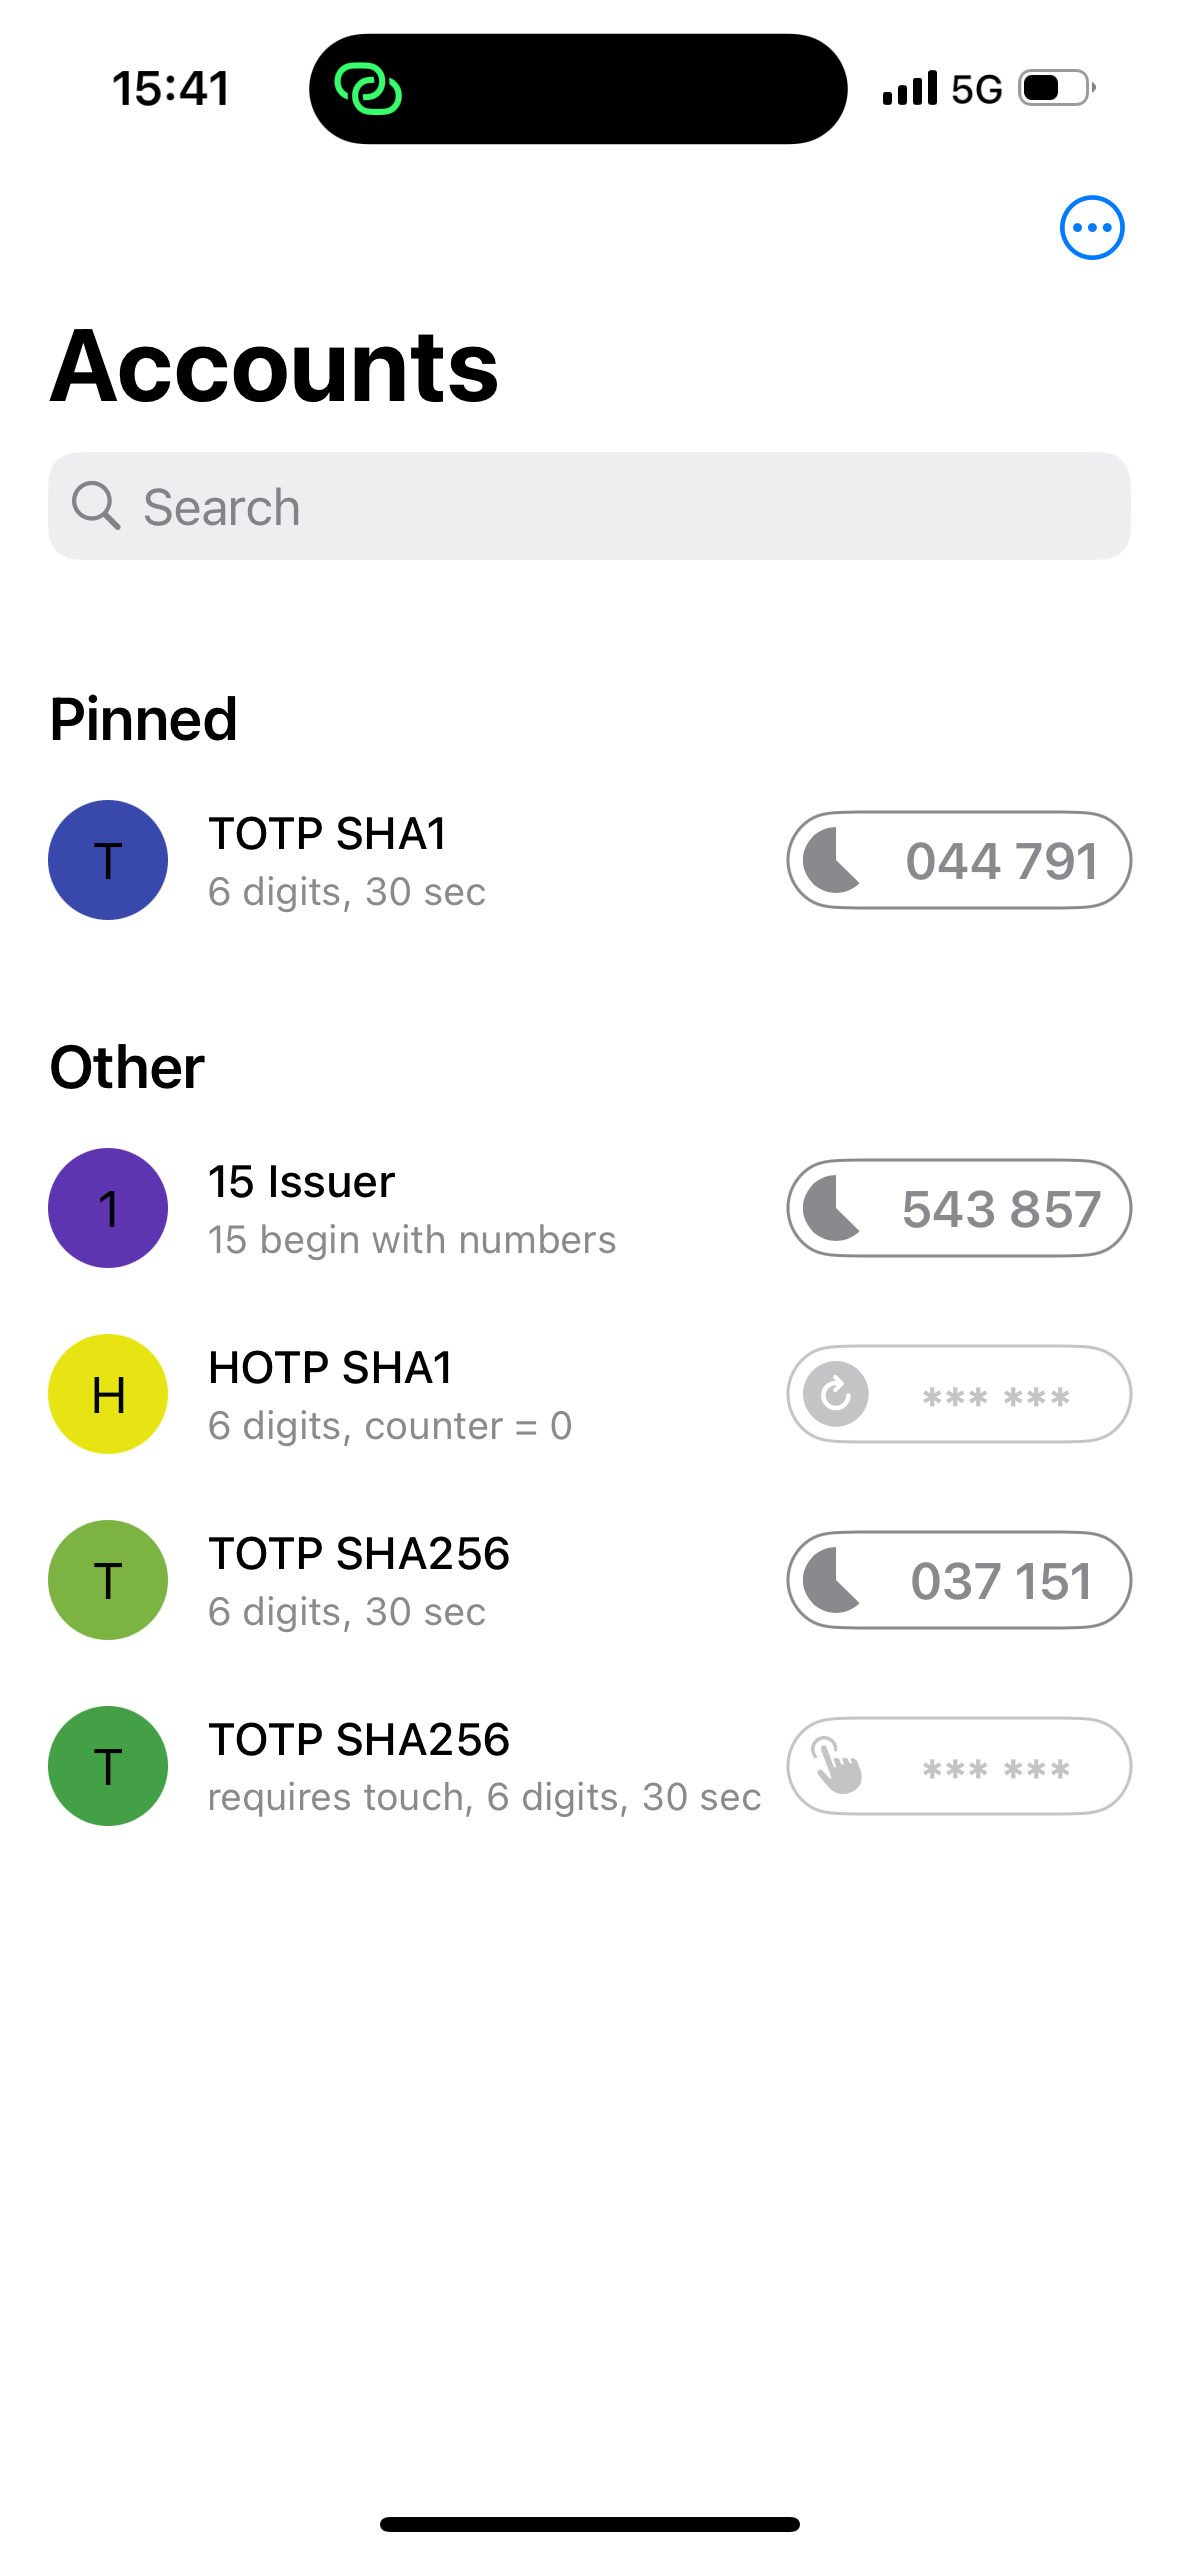 15:41
5G
Accounts
Search
Pinned
T
TOTP SHA1
6 digits, 30 sec
044 791
Other
1
15 Issuer
15 begin with numbers
543 857
H
HOTP SHA1
6 digits, counter = 0
*** ***
T
TOTP SHA256
6 digits, 30 sec
037 151
T
TOTP SHA256
requires touch, 6 digits, 30 sec
*** ***